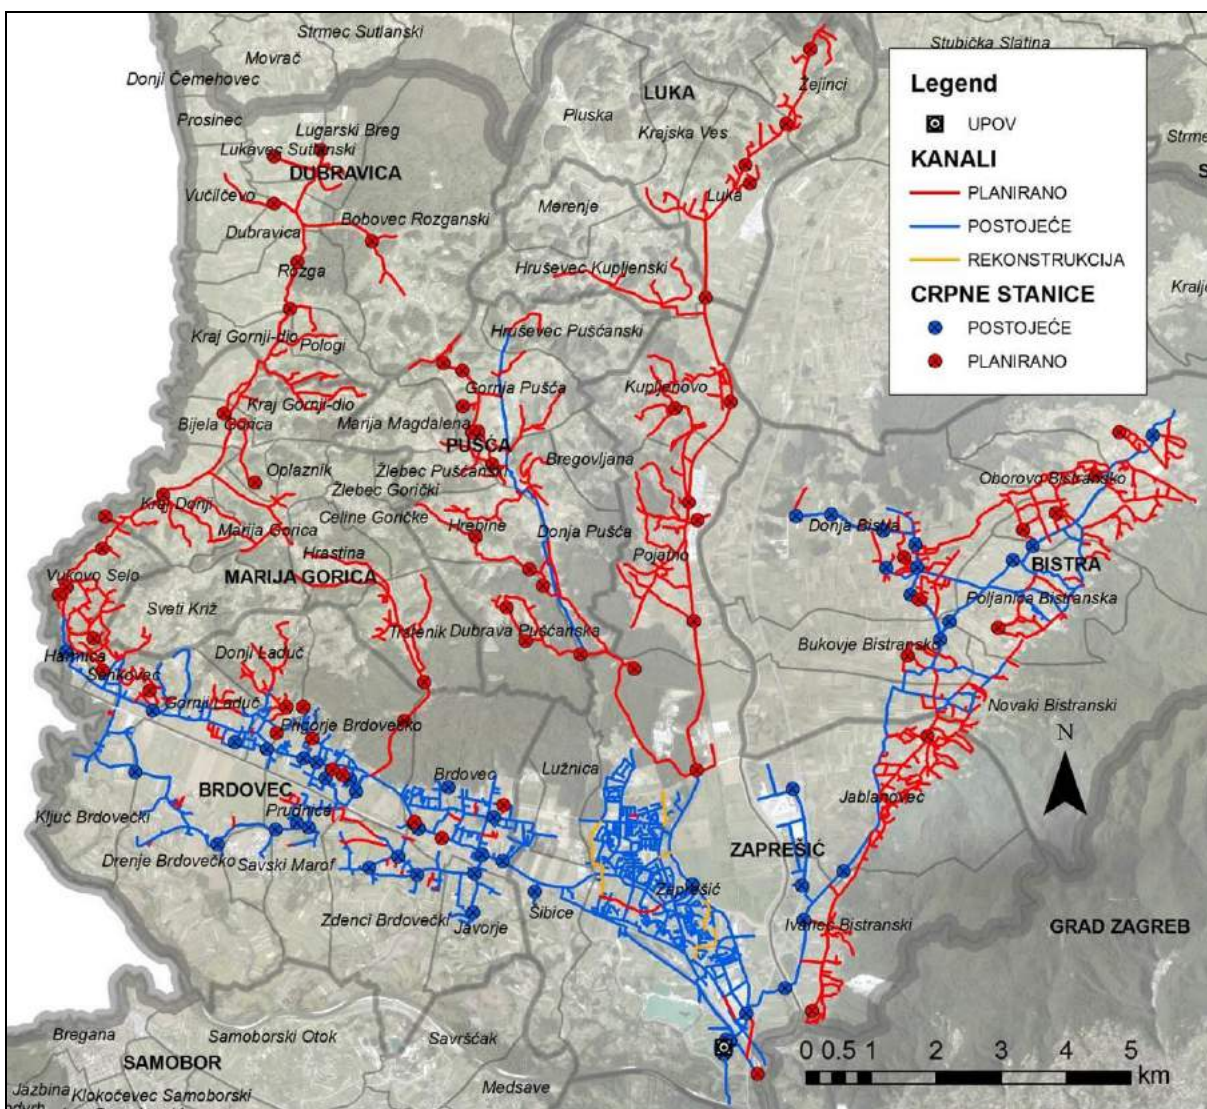 Strmec Sutlanski
Stubička Slatina
Movrač
Donji Čemehovec
Žejinci
Legend
LUKA
Prosinec
Pluska
UPOV
Lugarski Breg
Krajska Ves
Strme
Lukavec Sutlanski
KANALI
DUBRAVICA
S
Vučilčevo
Luka
PLANIRANO
Merenje
Bobovec Rozganski
Dubravica
POSTOJEĆE
Rozga
Hruševec Kupljenski
REKONSTRUKCIJA
CRPNE STANICE
Kralje
Kraj Gornji-dio
Hruševec Pušćanski
POSTOJEĆE
Pologi
PLANIRANO
Gornja Pušća
Kupljenovo
Kraj Gornji-dio
Bijela Gorica
Marija Magdalena
PUŠĆA
Oplaznik
Žlebec Pušćanski
Bregovljana
Oborovo Bistransko
Žlebec Gorički
Kraj Donji
Celine Goričke
Hrebine
Donja Pušća
Donja Bistra
Marija Gorica
Hrastina
Pojatno
BISTRA
Vukovo Selo
MARIJA GORICA
Poljanica Bistranska
Sveti Križ
Trstenik
Dubrava Pušćanska
Harmica
Donji Laduč
Bukovje Bistransko
Šenkovec
Gornji Laduč
Novaki Bistranski
Prigorje Brdovečko
N
Brdovec
Lužnica
BRDOVEC
Jablanovec
Ključ Brdovečki
Prudnice
ZAPREŠIĆ
Drenje Brdovečko
Savski Marof
Zaprešić
Šibice
Zdenci Brdovečki
Javorje
Ivanec Bistranski
GRAD ZAGREB
Bregana
Samoborski Otok
Savršćak
SAMOBOR
0 0.5 1 2 3 4 5
km
Medsave
Jazbina
Klokočevec Samoborski